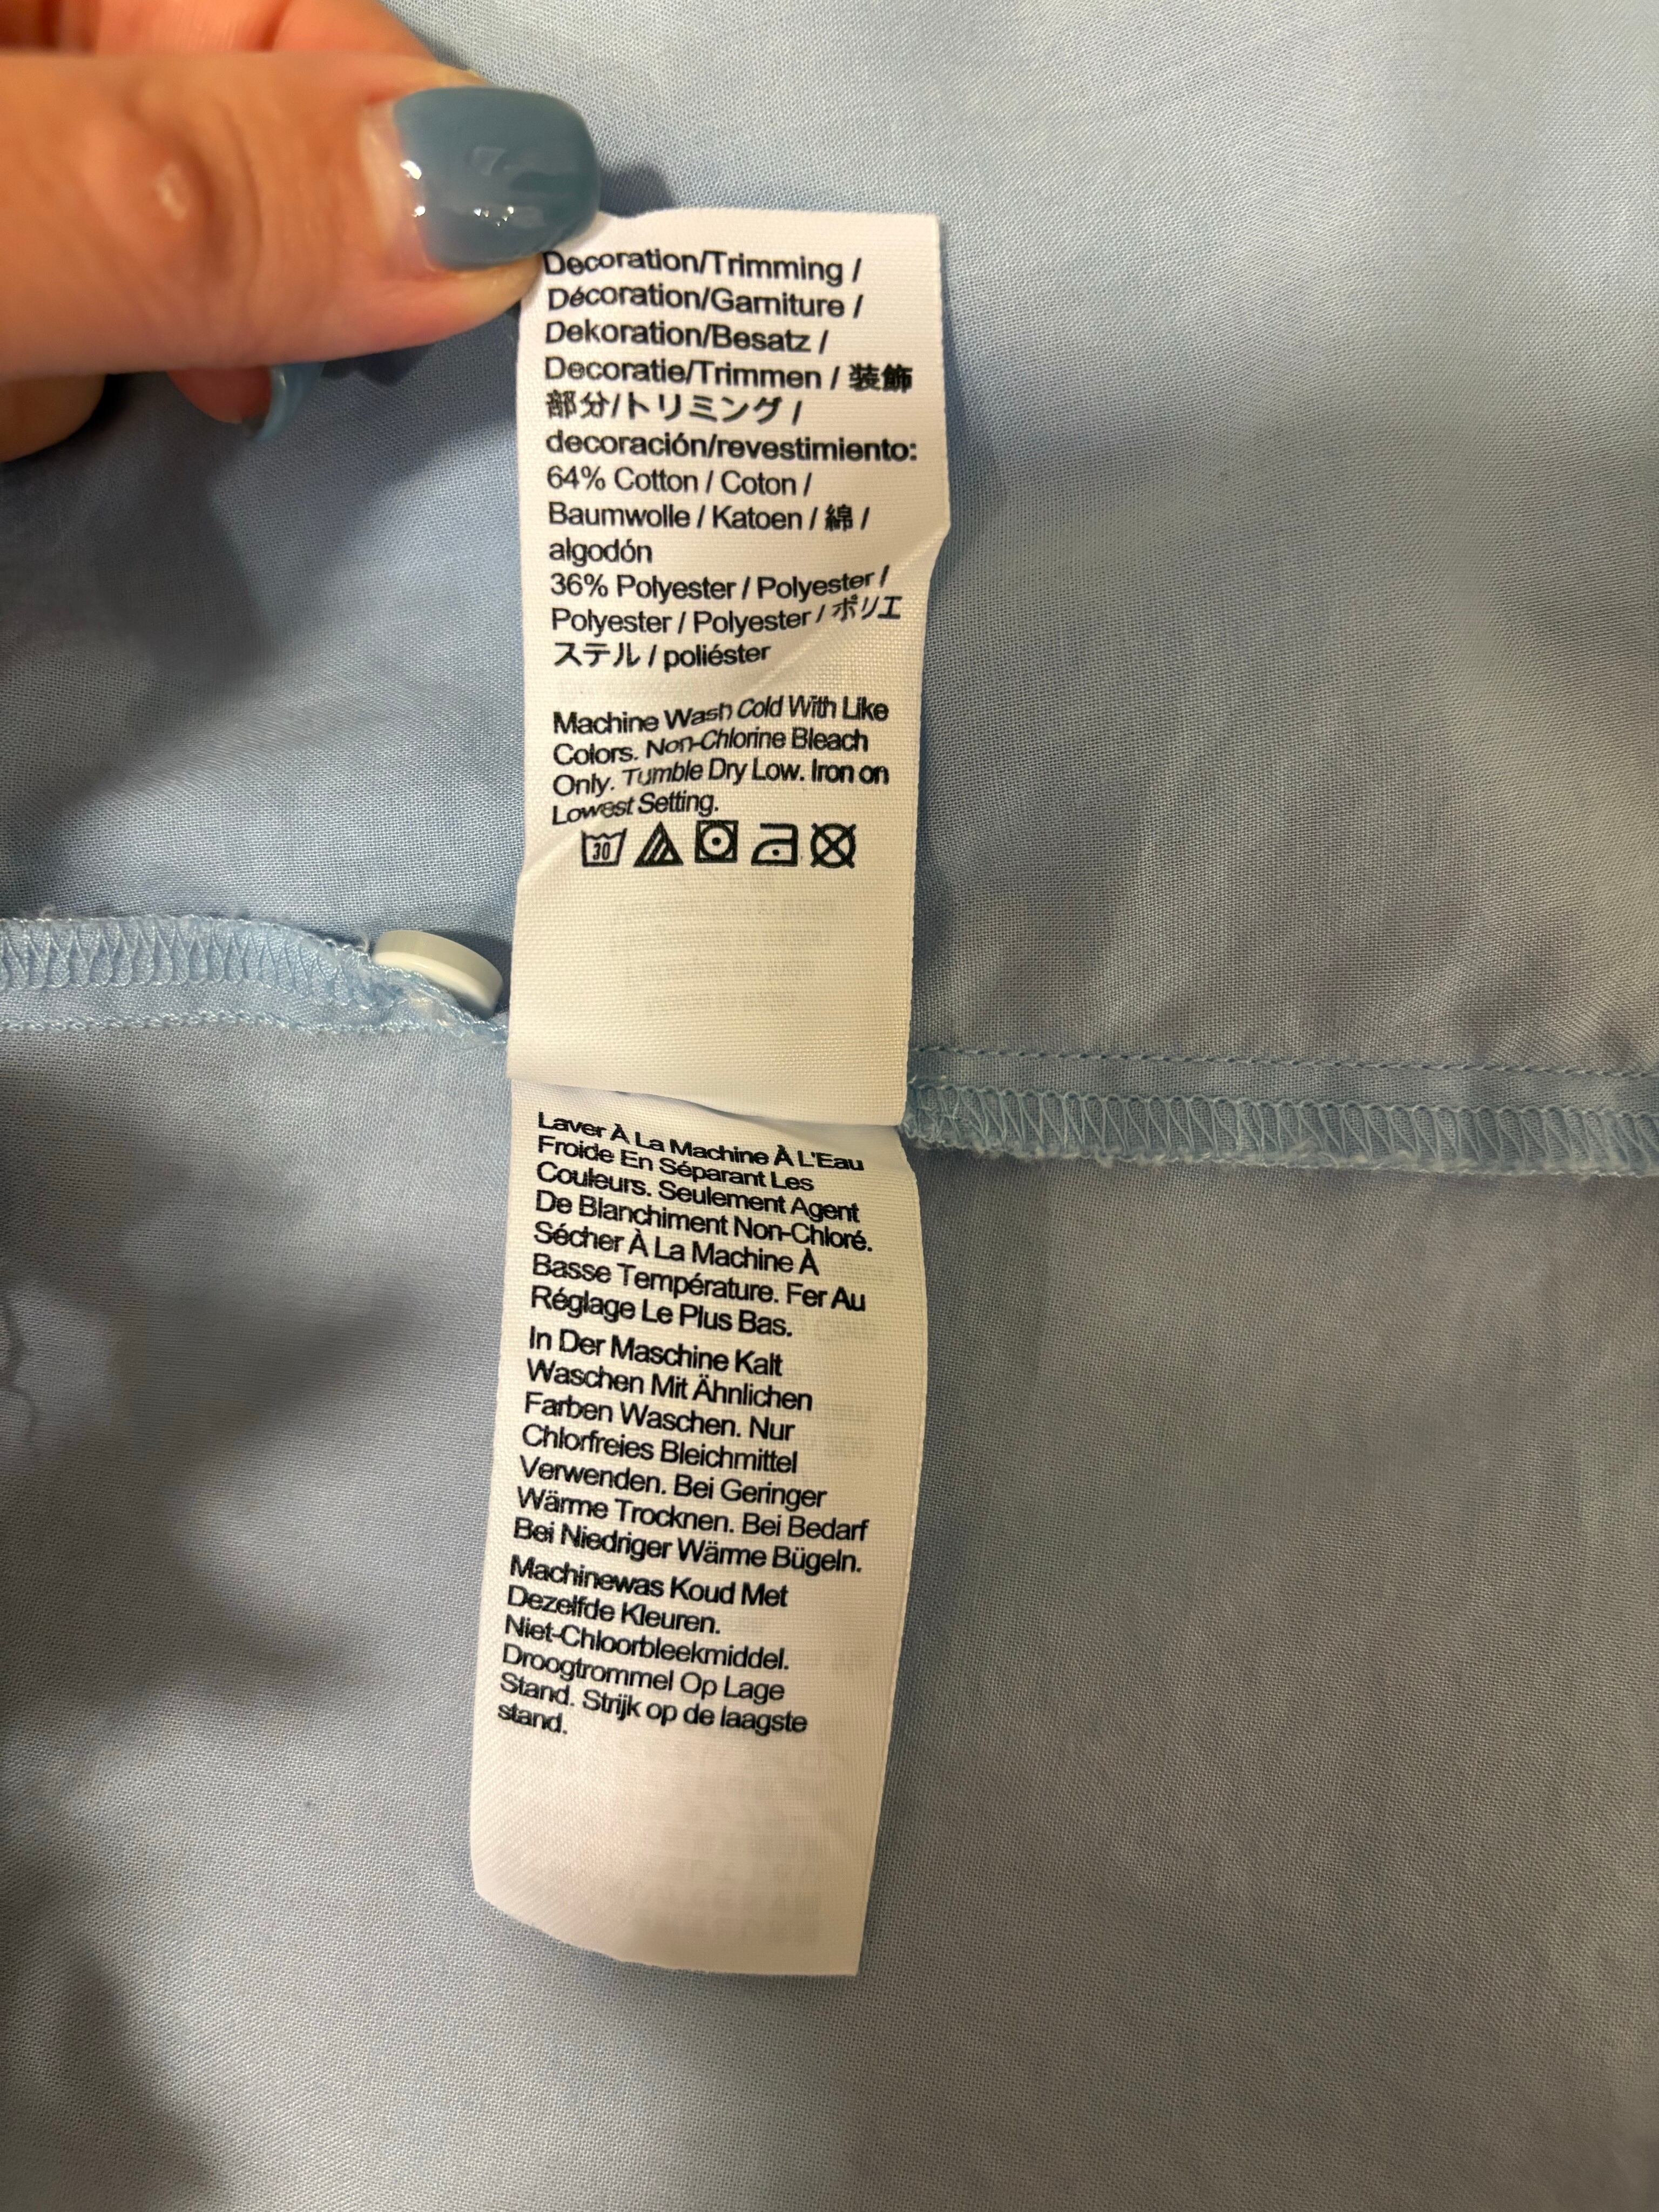 Decoration/Trimming /
Décoration/Garniture /
Dekoration/Besatz /
Decoratie/Trimmen / 装飾
部分/トリミング /
decoración/revestimiento:
64% Cotton / Coton /
Baumwolle / Katoen / 綿 /
algodón
36% Polyester / Polyester /
Polyester / Polyester / ポリエ
ステル / poliéster
Machine Wash Cold With Like
Colors. Non-Chlorine Bleach
Only. Tumble Dry Low. Iron on
Lowest Setting.
30
Laver À La Machine À L'Eau
Froide En Séparant Les
Couleurs. Seulement Agent
De Blanchiment Non-Chloré.
Sécher À La Machine À
Basse Température. Fer Au
Réglage Le Plus Bas.
In Der Maschine Kalt
Waschen Mit Ähnlichen
Farben Waschen. Nur
Chlorfreies Bleichmittel
Verwenden. Bei Geringer
Wärme Trocknen. Bei Bedarf
Bei Niedriger Wärme Bügeln.
Machinewas Koud Met
Dezelfde Kleuren.
Niet-Chloorbleekmiddel.
Droogtrommel Op Lage
Stand. Strijk op de laagste
stand.